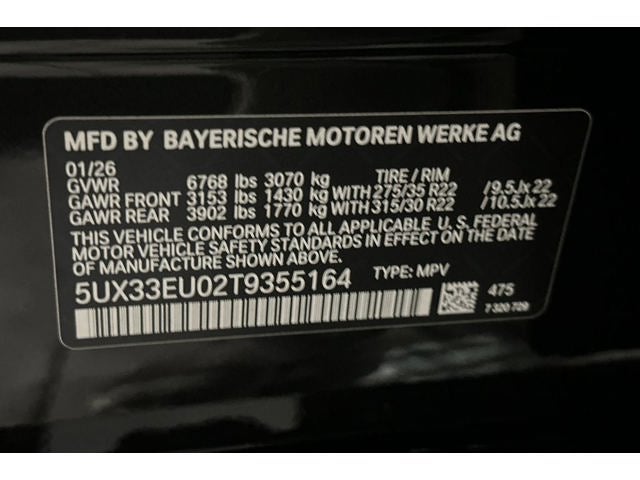 MFD BY BAYERISCHE MOTOREN WERKE AG
01/26
GVWR 6768 lbs 3070 kg TIRE / RIM
GAWR FRONT 3153 lbs 1430 kg WITH 275/35 R22 /9.5Jx22
GAWR REAR 3902 lbs 1770 kg WITH 315/30 R22 /10.5Jx22
THIS VEHICLE CONFORMS TO ALL APPLICABLE U. S. FEDERAL
MOTOR VEHICLE SAFETY STANDARDS IN EFFECT ON THE DATE
OF MANUFACTURE SHOWN ABOVE.
5UX33EU02T9355164 TYPE: MPV
475
7 320 729